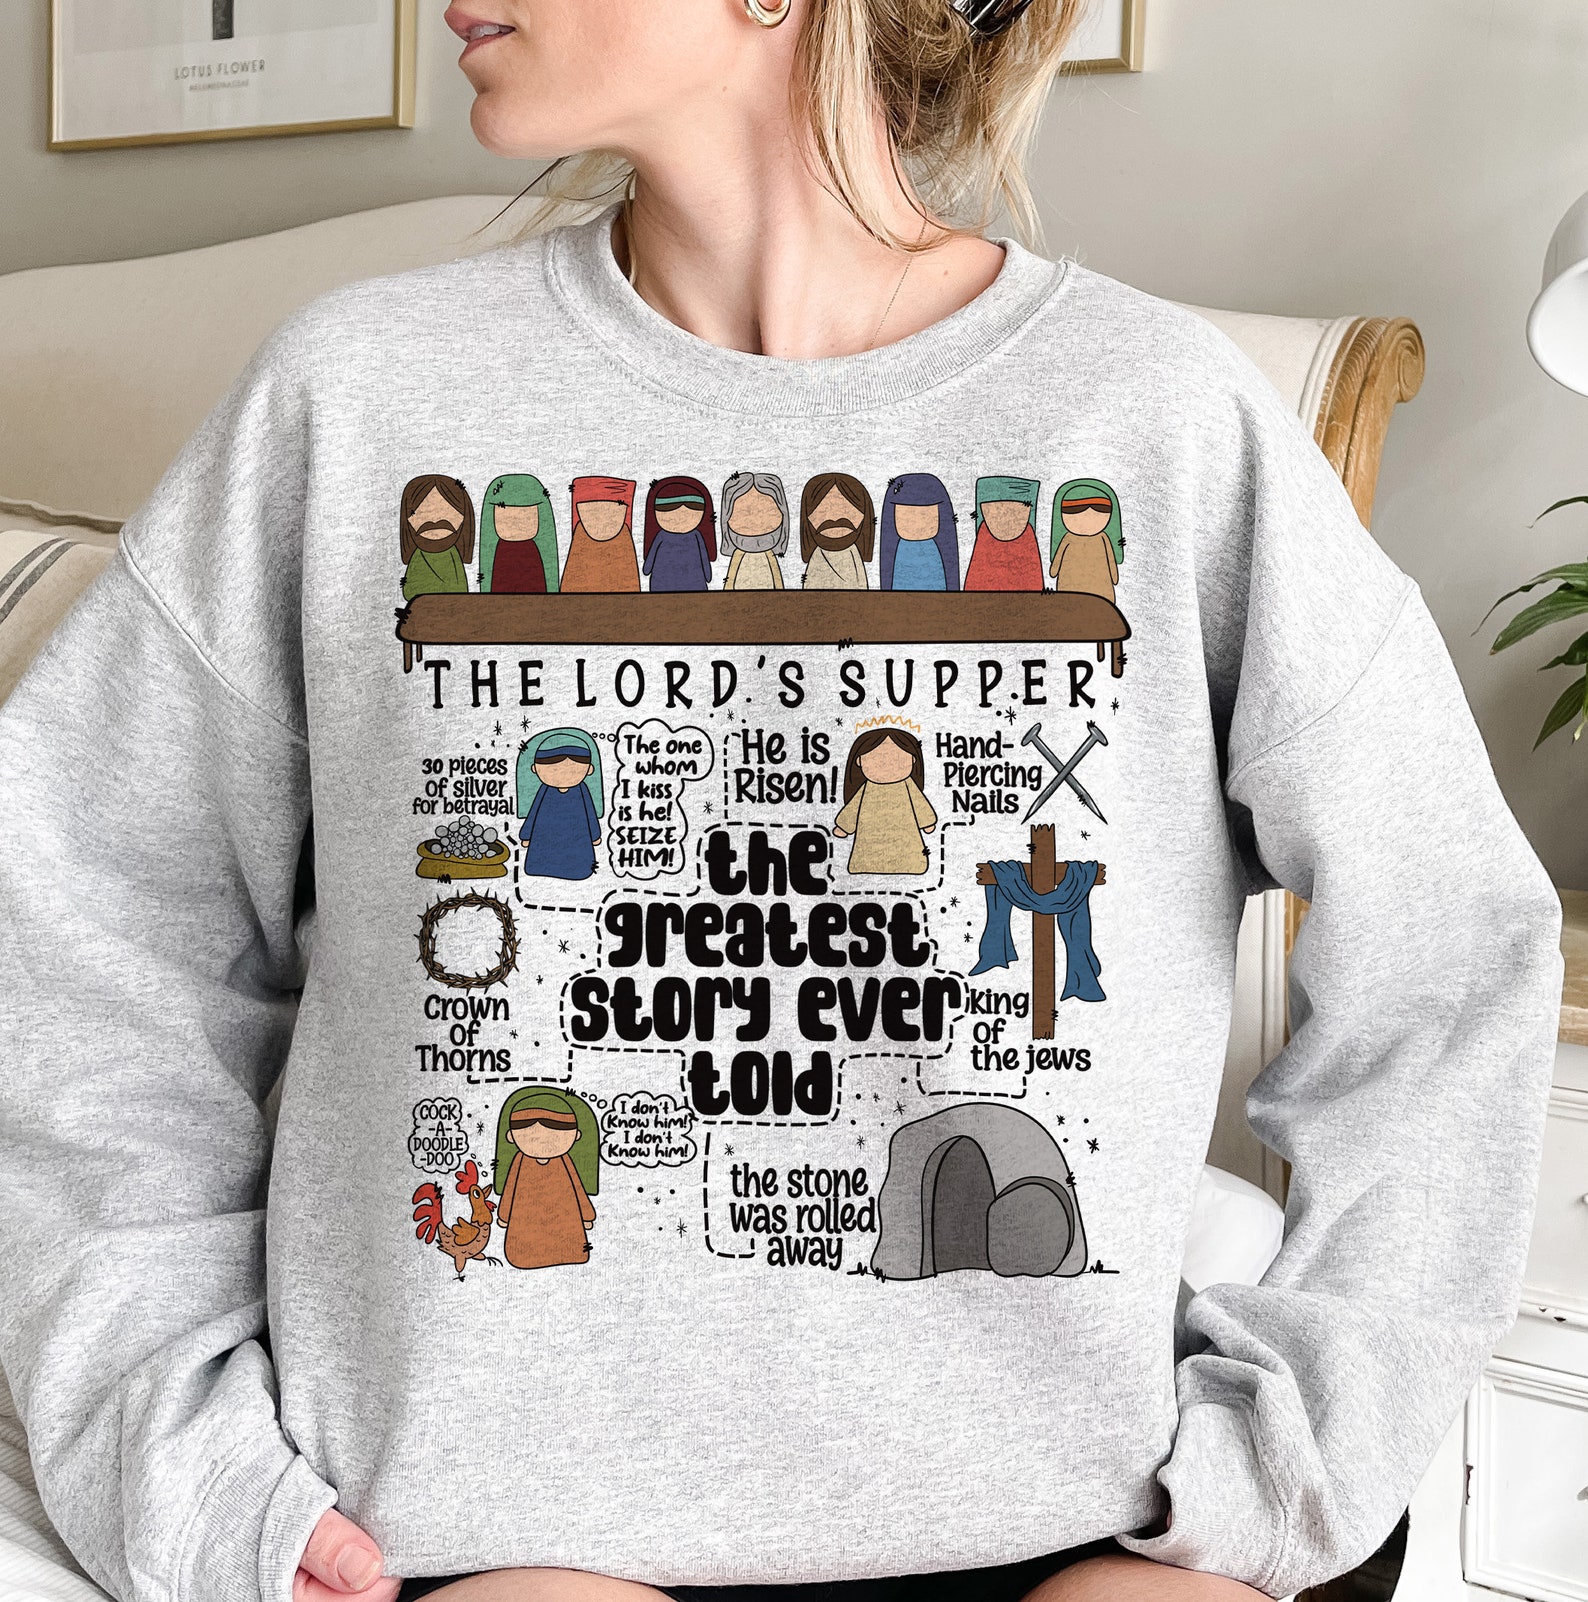 LOTUS FLOWER
THE LORD'S SUPPER
30 pieces
of silver
for betrayal
The one
whom
I kiss
is he!
SEIZE
HIM!
He is
Risen!
Hand-
Piercing
Nails
the
greatest
story ever
told
Crown
of
Thorns
king
of
the jews
COCK
-A-
DOODLE
-DOO
I don't
Know him!
I don't
Know him!
the stone
was rolled
away